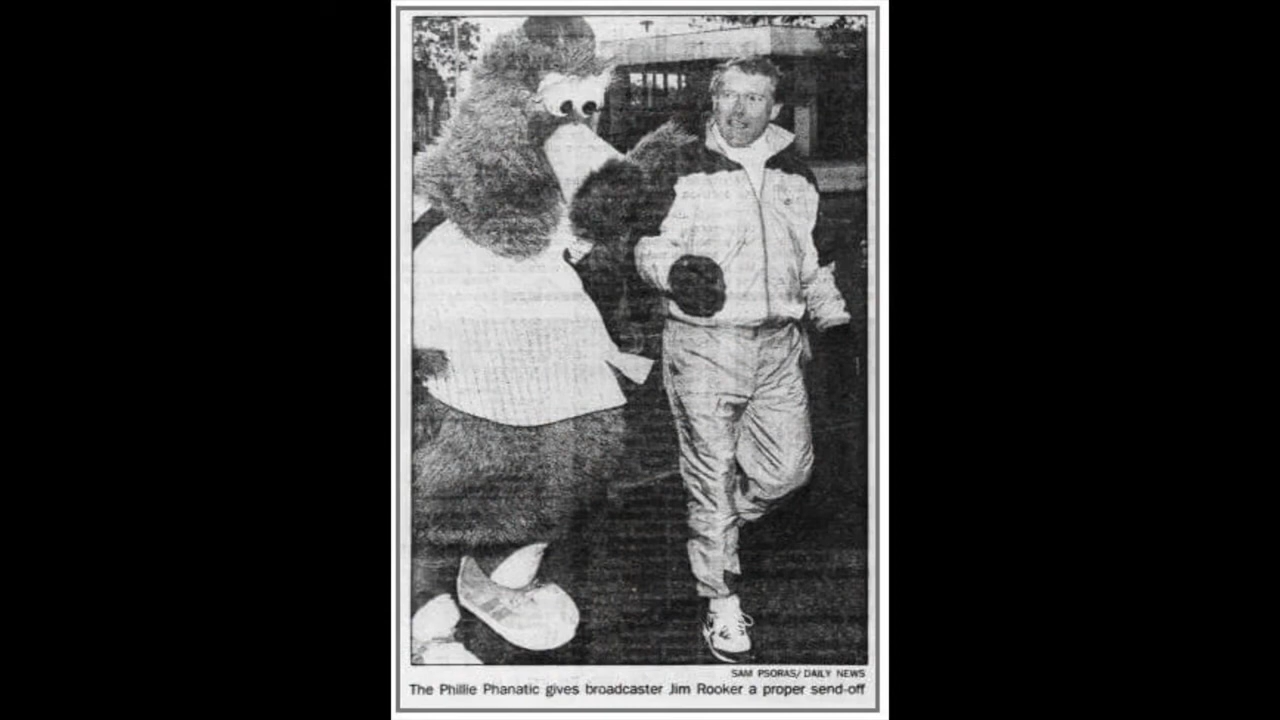 SAM PSORAS/ DAILY NEWS
The Phillie Phanatic gives broadcaster Jim Rooker a proper send-off